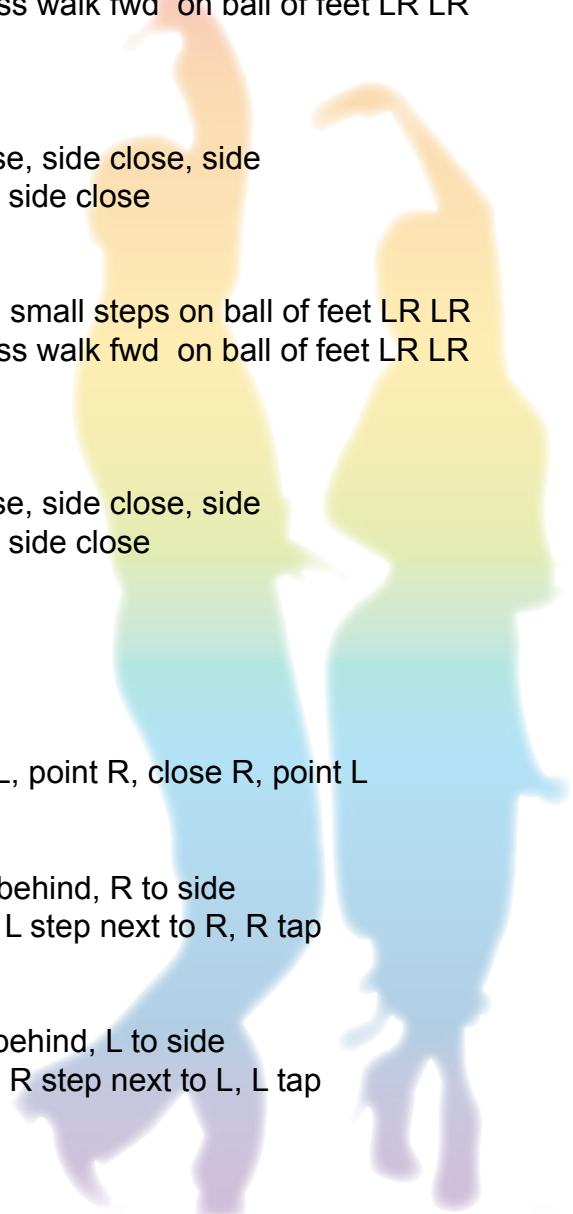 ss walk fwd on ball of feet LR LR
se, side close, side
side close
small steps on ball of feet LR LR
ss walk fwd on ball of feet LR LR
se, side close, side
side close
L, point R, close R, point L
behind, R to side
L step next to R, R tap
behind, L to side
R step next to L, L tap